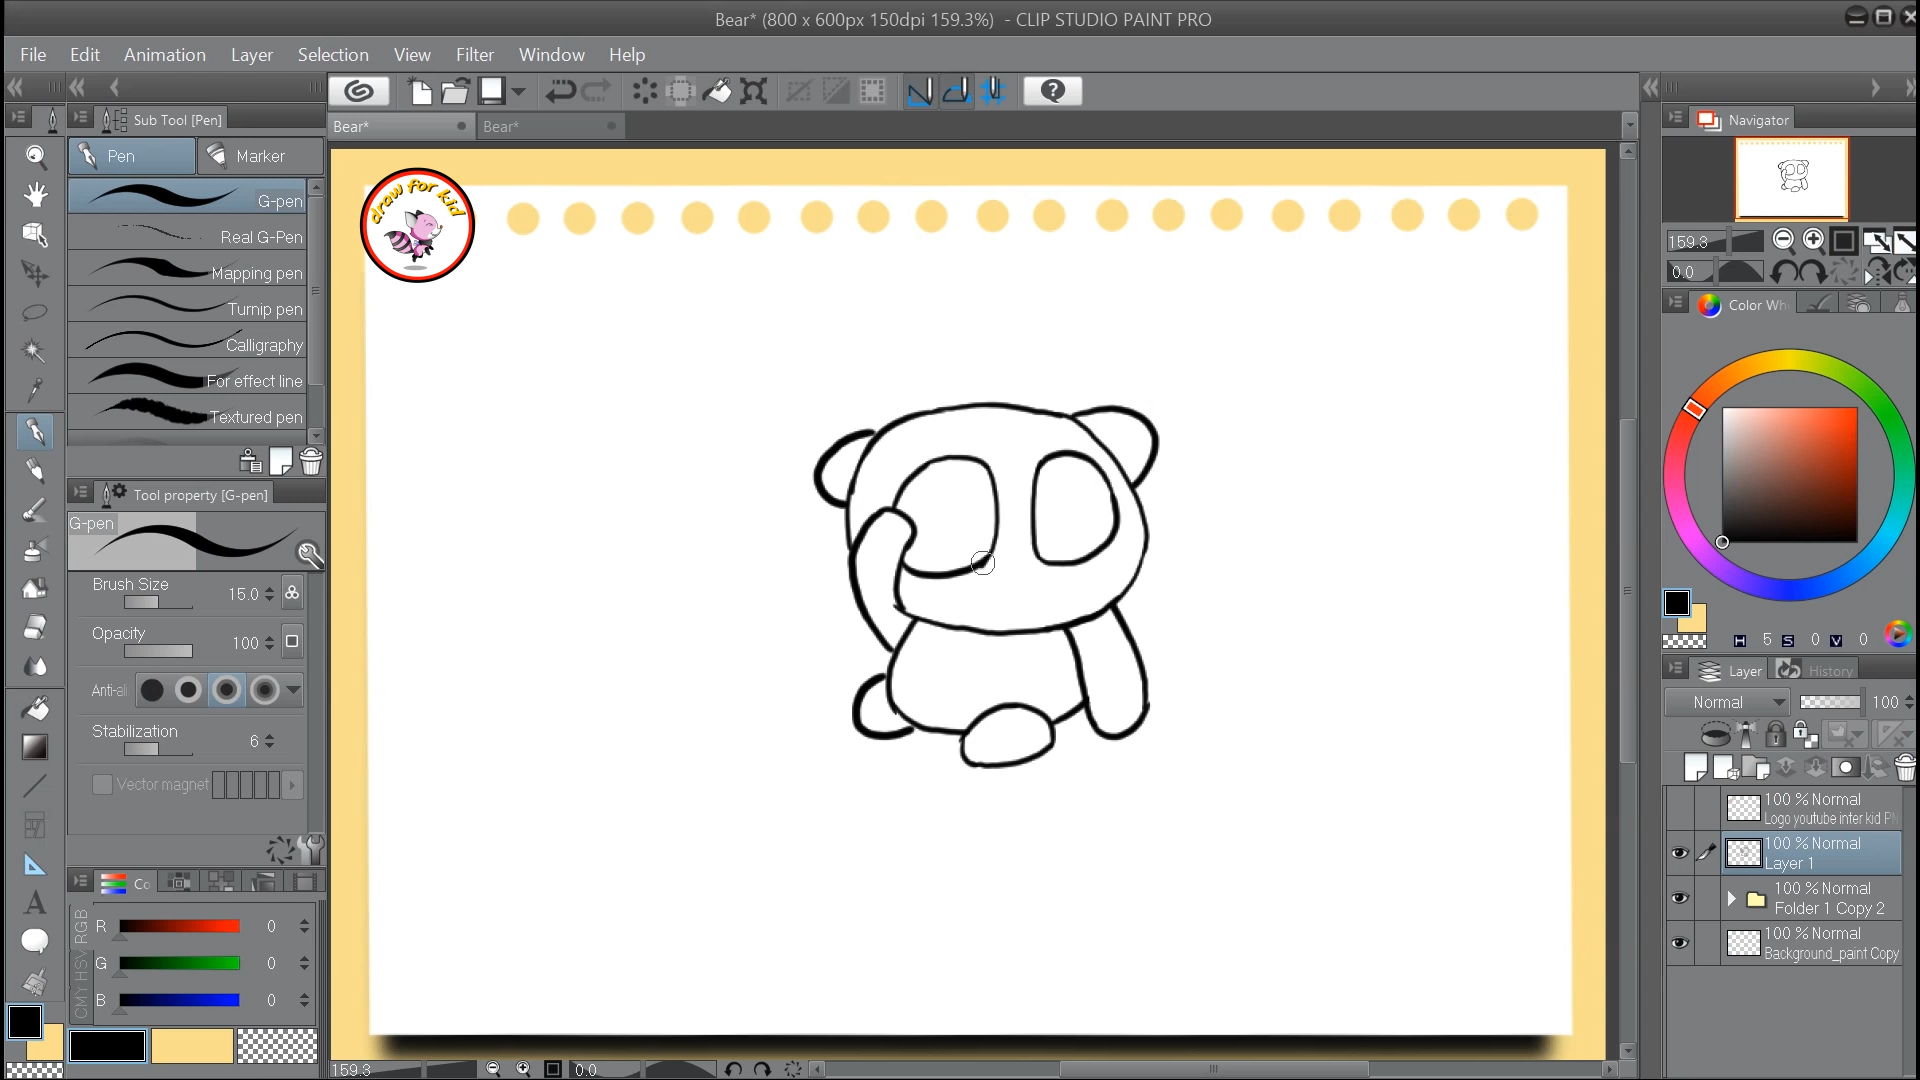 Bear* (800 x 600px 150dpi 159.3%) - CLIP STUDIO PAINT PRO
File Edit Animation Layer Selection View Filter Window Help
Sub Tool [Pen]
Bear* Bear*
Pen Marker
G-pen
Real G-Pen
Mapping pen
Turnip pen
Calligraphy
For effect line
Textured pen
Tool property [G-pen]
G-pen
Brush Size 15.0
Opacity 100
Anti-ali
Stabilization 6
Vector magnet
Co
RGB
HSV
CMY
R 0
G 0
B 0
draw for kid
159.3 0.0
Navigator
159.3
0.0
Color Wh
H 5 S 0 V 0
Layer History
Normal 100
100 % Normal
Logo youtube inter kid PN
100 % Normal
Layer 1
100 % Normal
Folder 1 Copy 2
100 % Normal
Background_paint Copy